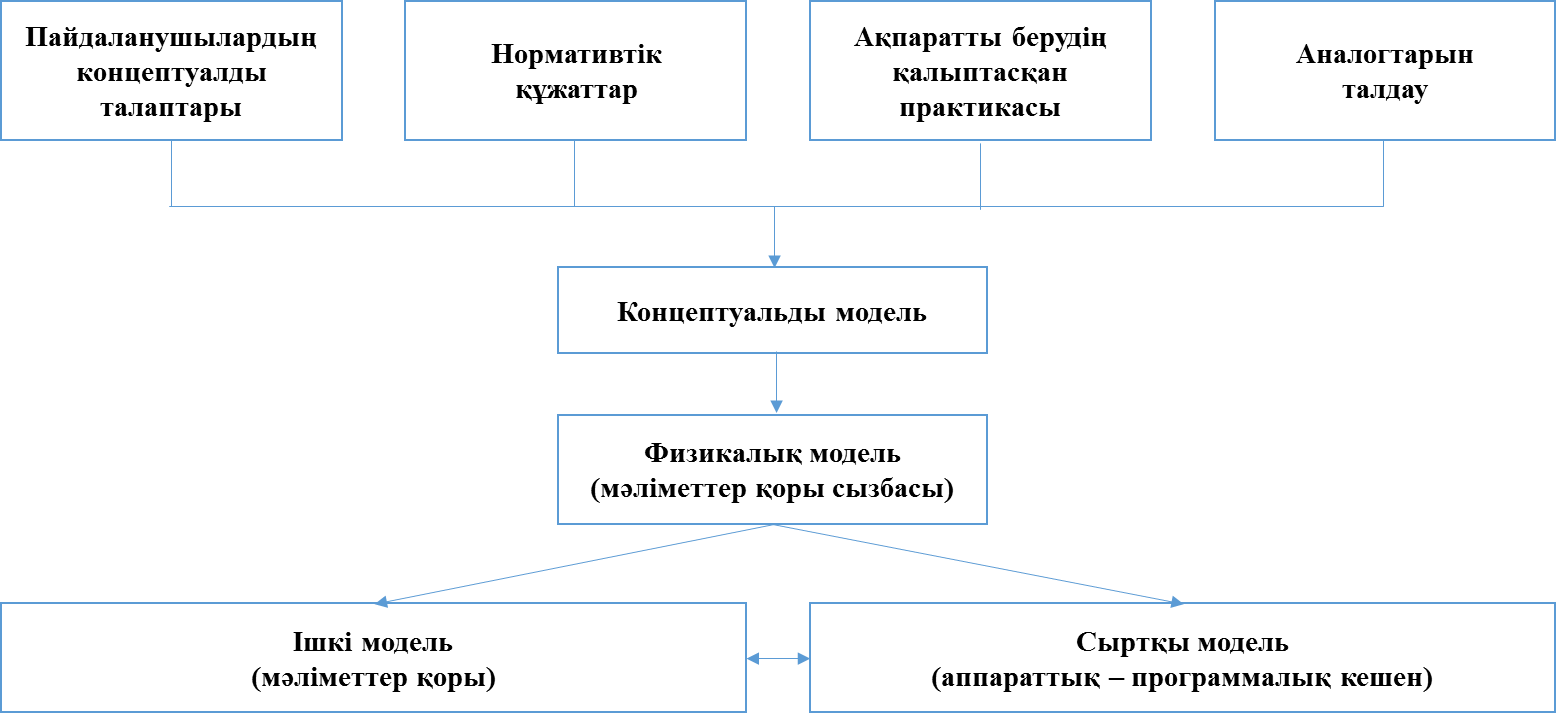 Пайдаланушылардың
концептуалды
талаптары
Нормативтік
құжаттар
Ақпаратты берудің
қалыптасқан
практикасы
Аналогтарын
талдау
Концептуальды модель
Физикалық модель
(мәліметтер қоры сызбасы)
Ішкі модель
(мәліметтер қоры)
Сыртқы модель
(аппараттық – программалық кешен)